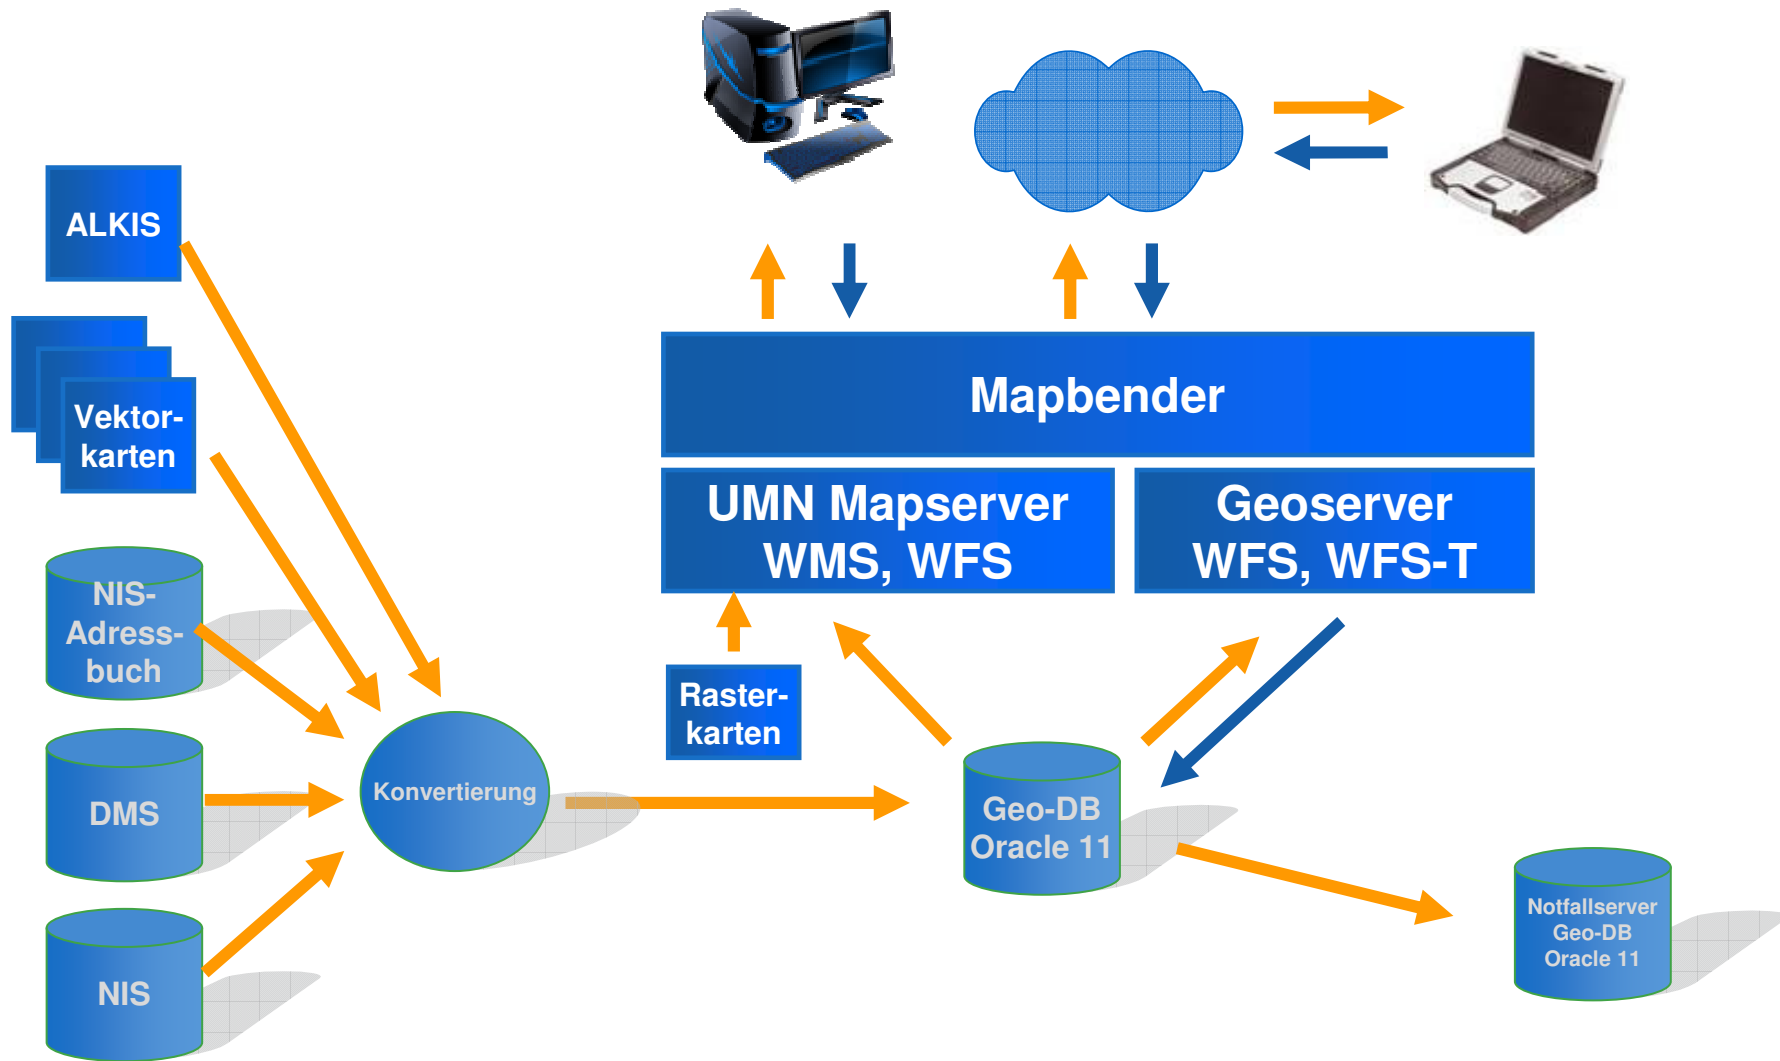 ALKIS
Vektor-
karten
NIS-
Adress-
buch
DMS
NIS
Konvertierung
Mapbender
UMN Mapserver
WMS, WFS
Geoserver
WFS, WFS-T
Raster-
karten
Geo-DB
Oracle 11
Notfallserver
Geo-DB
Oracle 11